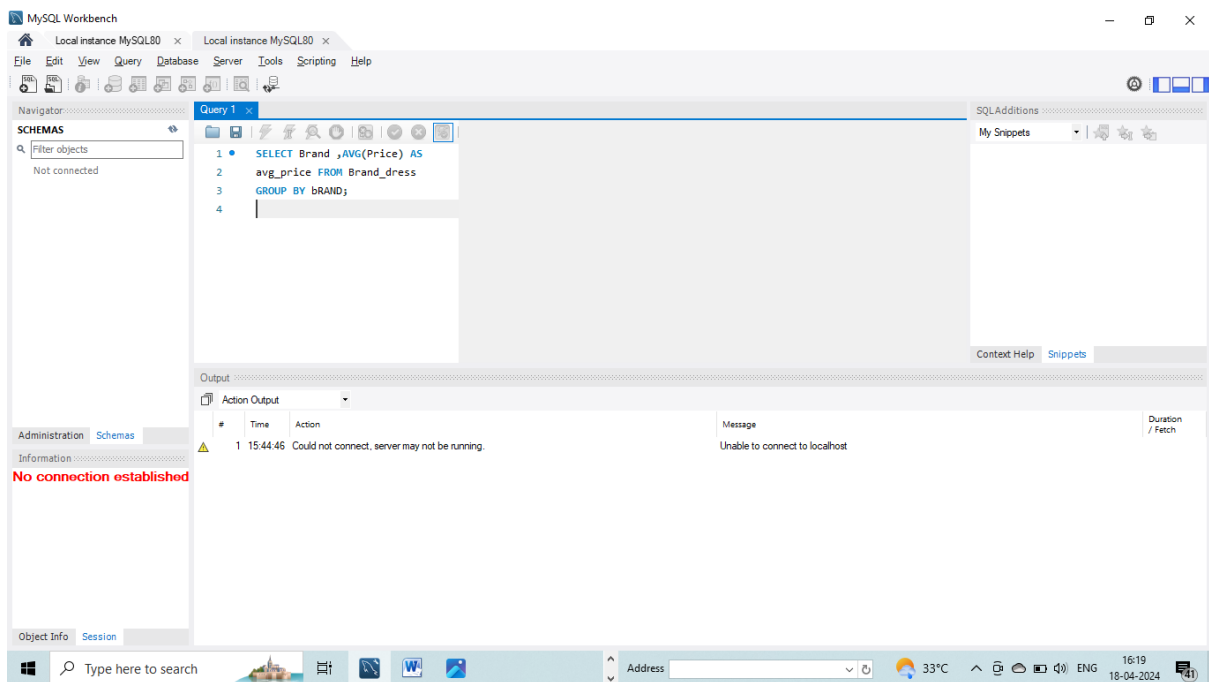 MySQL Workbench
Local instance MySQL80 × Local instance MySQL80 ×
File Edit View Query Database Server Tools Scripting Help
Navigator Query 1 × SQLAdditions
SCHEMAS My Snippets
Filter objects
Not connected
1 SELECT Brand ,AVG(Price) AS
2 avg_price FROM Brand_dress
3 GROUP BY bRAND;
4
Context Help Snippets
Output
Action Output
# Time Action Message Duration / Fetch
Administration Schemas
1 15:44:46 Could not connect, server may not be running. Unable to connect to localhost
Information
No connection established
Object Info Session
Type here to search Address 33°C ENG 16:19
18-04-2024 41